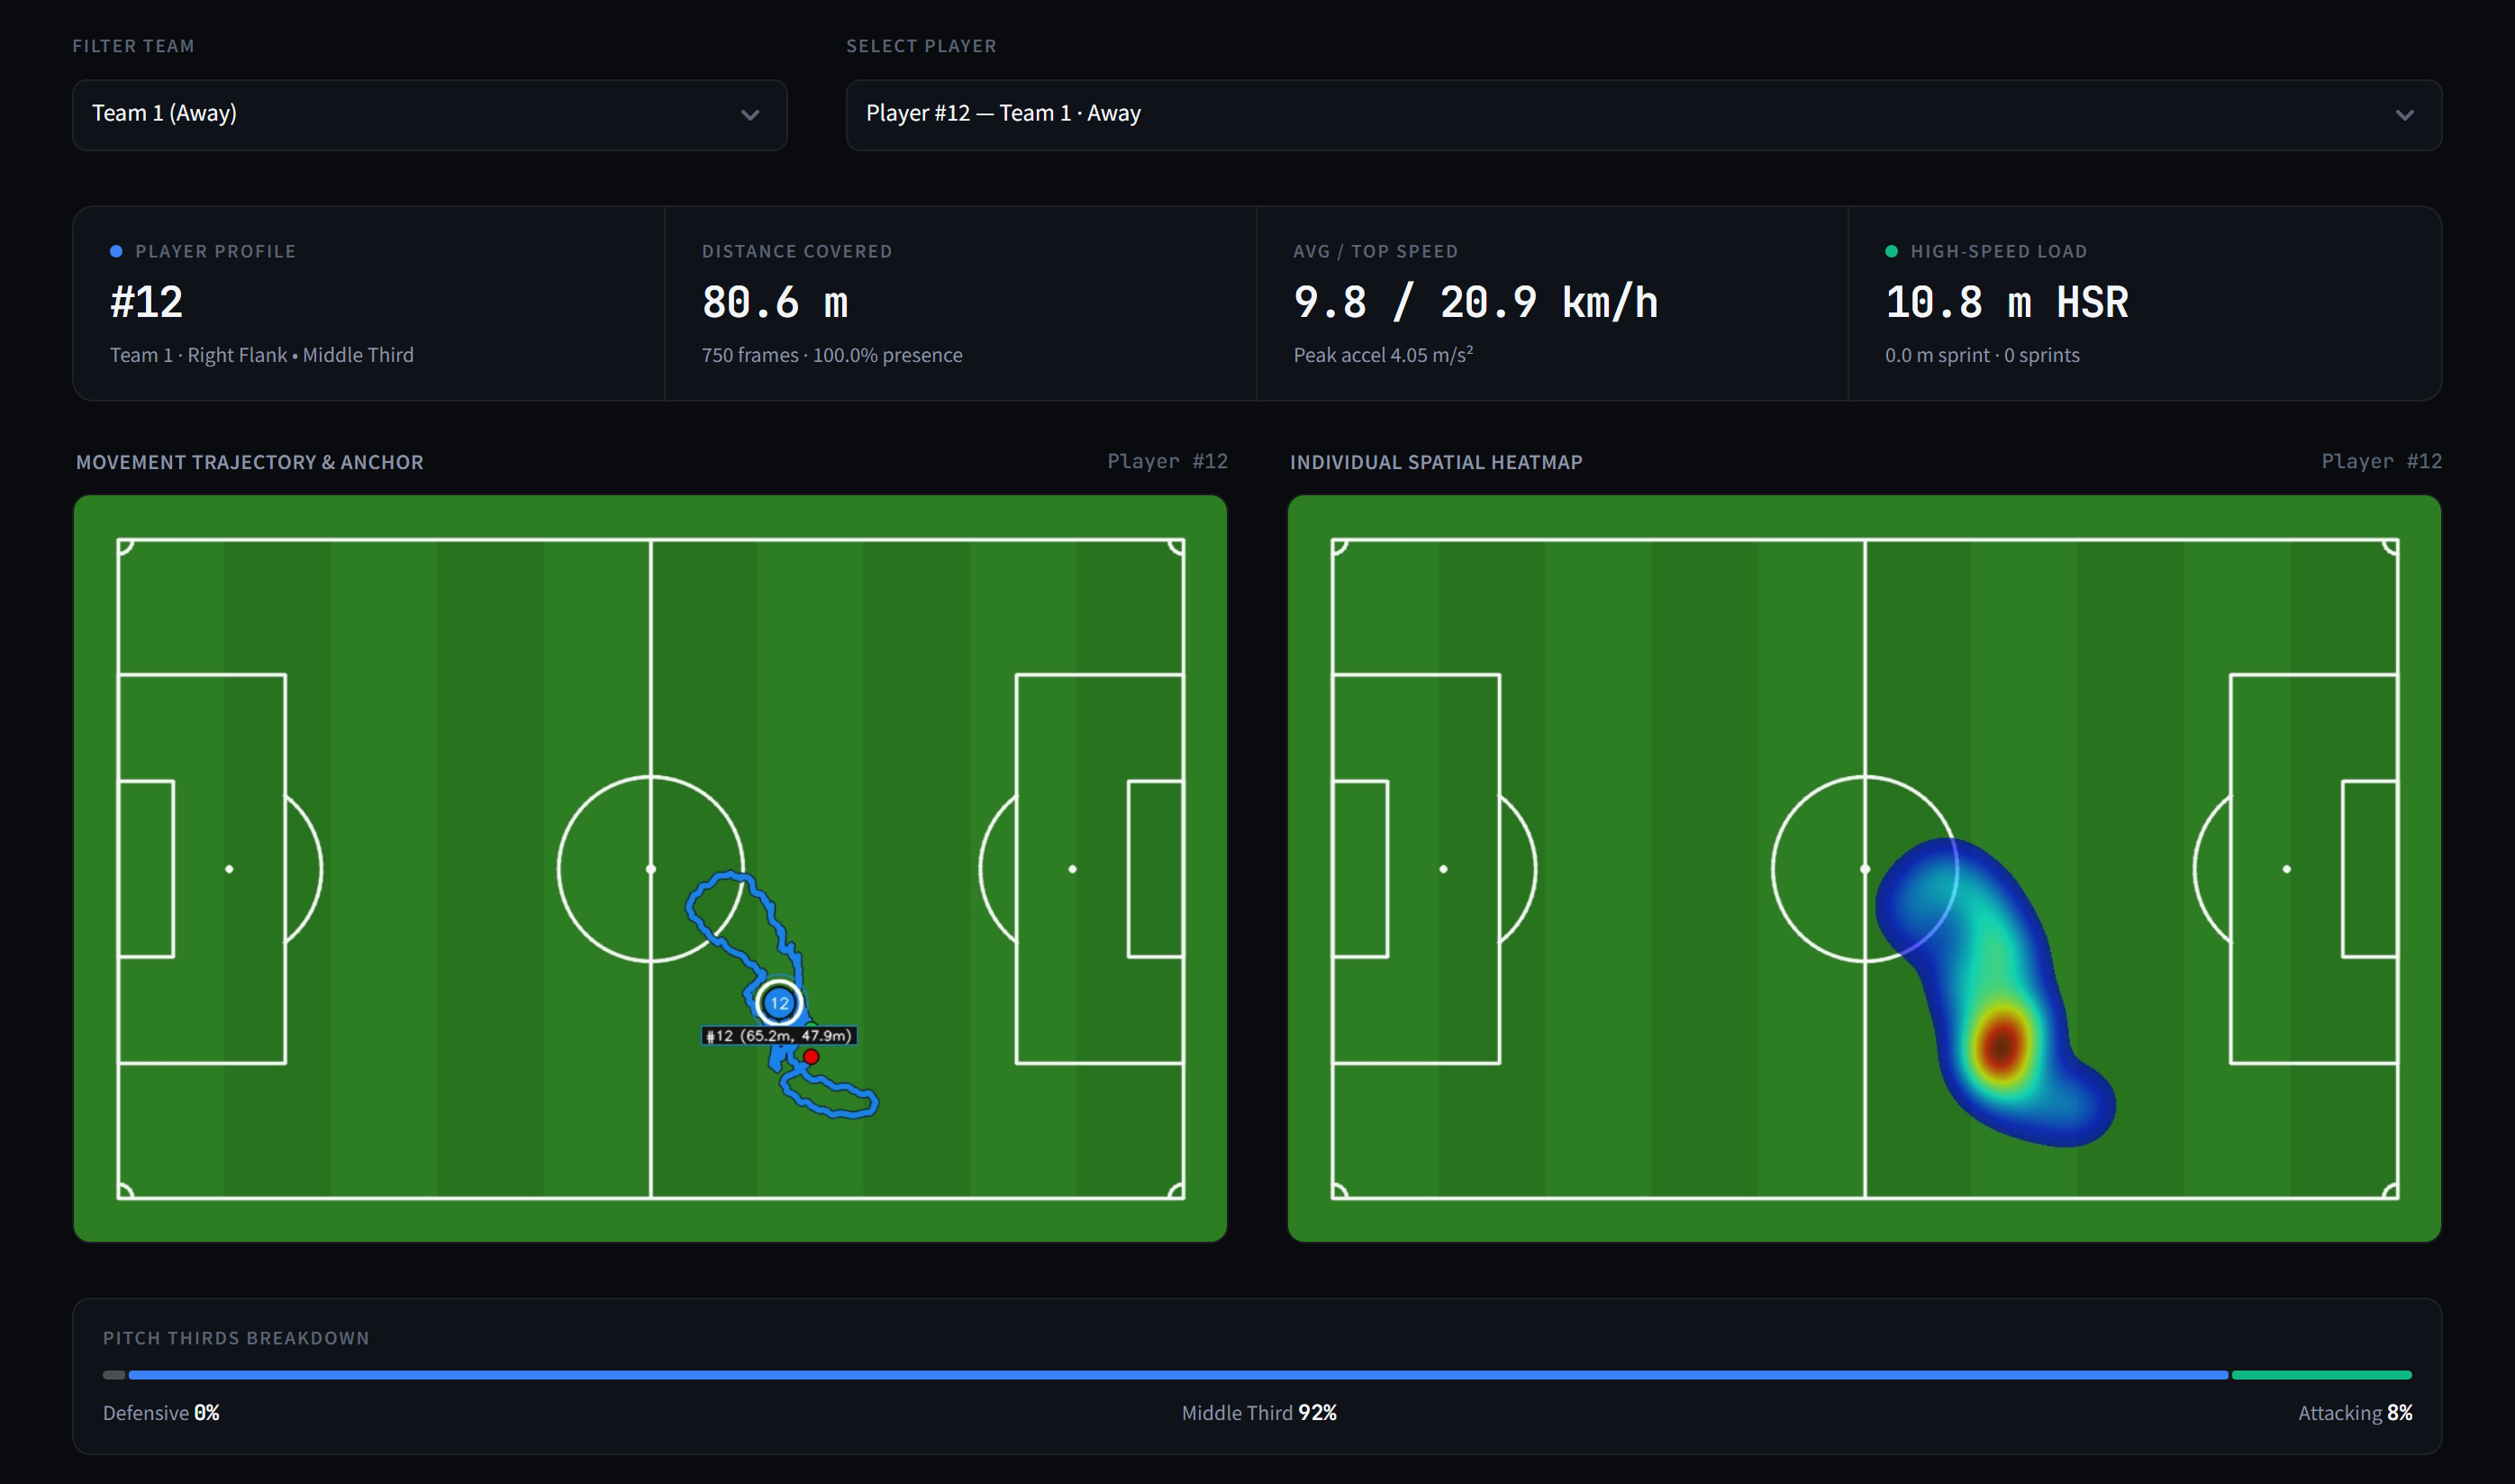 FILTER TEAM
SELECT PLAYER
Team 1 (Away)
Player #12 — Team 1 · Away
PLAYER PROFILE
#12
Team 1 · Right Flank • Middle Third
DISTANCE COVERED
80.6 m
750 frames · 100.0% presence
AVG / TOP SPEED
9.8 / 20.9 km/h
Peak accel 4.05 m/s²
HIGH-SPEED LOAD
10.8 m HSR
0.0 m sprint · 0 sprints
MOVEMENT TRAJECTORY & ANCHOR
Player #12
INDIVIDUAL SPATIAL HEATMAP
Player #12
12
#12 (65.2m, 47.9m)
PITCH THIRDS BREAKDOWN
Defensive 0%
Middle Third 92%
Attacking 8%